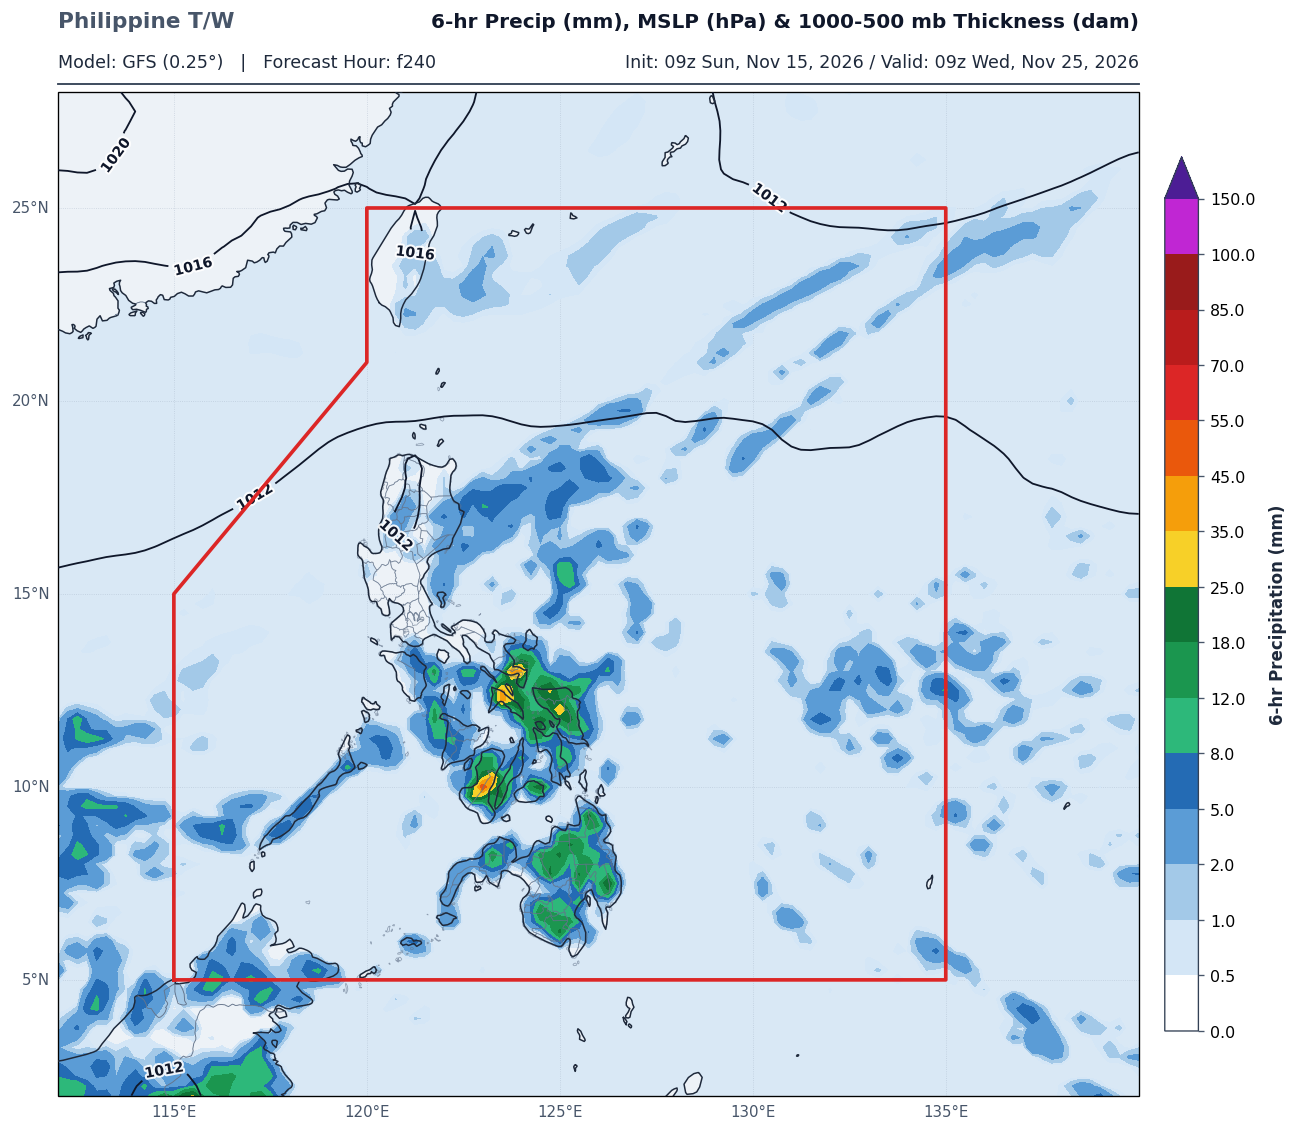 Philippine T/W
6-hr Precip (mm), MSLP (hPa) & 1000-500 mb Thickness (dam)
Model: GFS (0.25°) | Forecast Hour: f240
Init: 09z Sun, Nov 15, 2026 / Valid: 09z Wed, Nov 25, 2026
1020
1012
1016
1016
1012
1012
1012
25°N
20°N
15°N
10°N
5°N
115°E
120°E
125°E
130°E
135°E
150.0
100.0
85.0
70.0
55.0
45.0
35.0
25.0
18.0
12.0
8.0
5.0
2.0
1.0
0.5
0.0
6-hr Precipitation (mm)